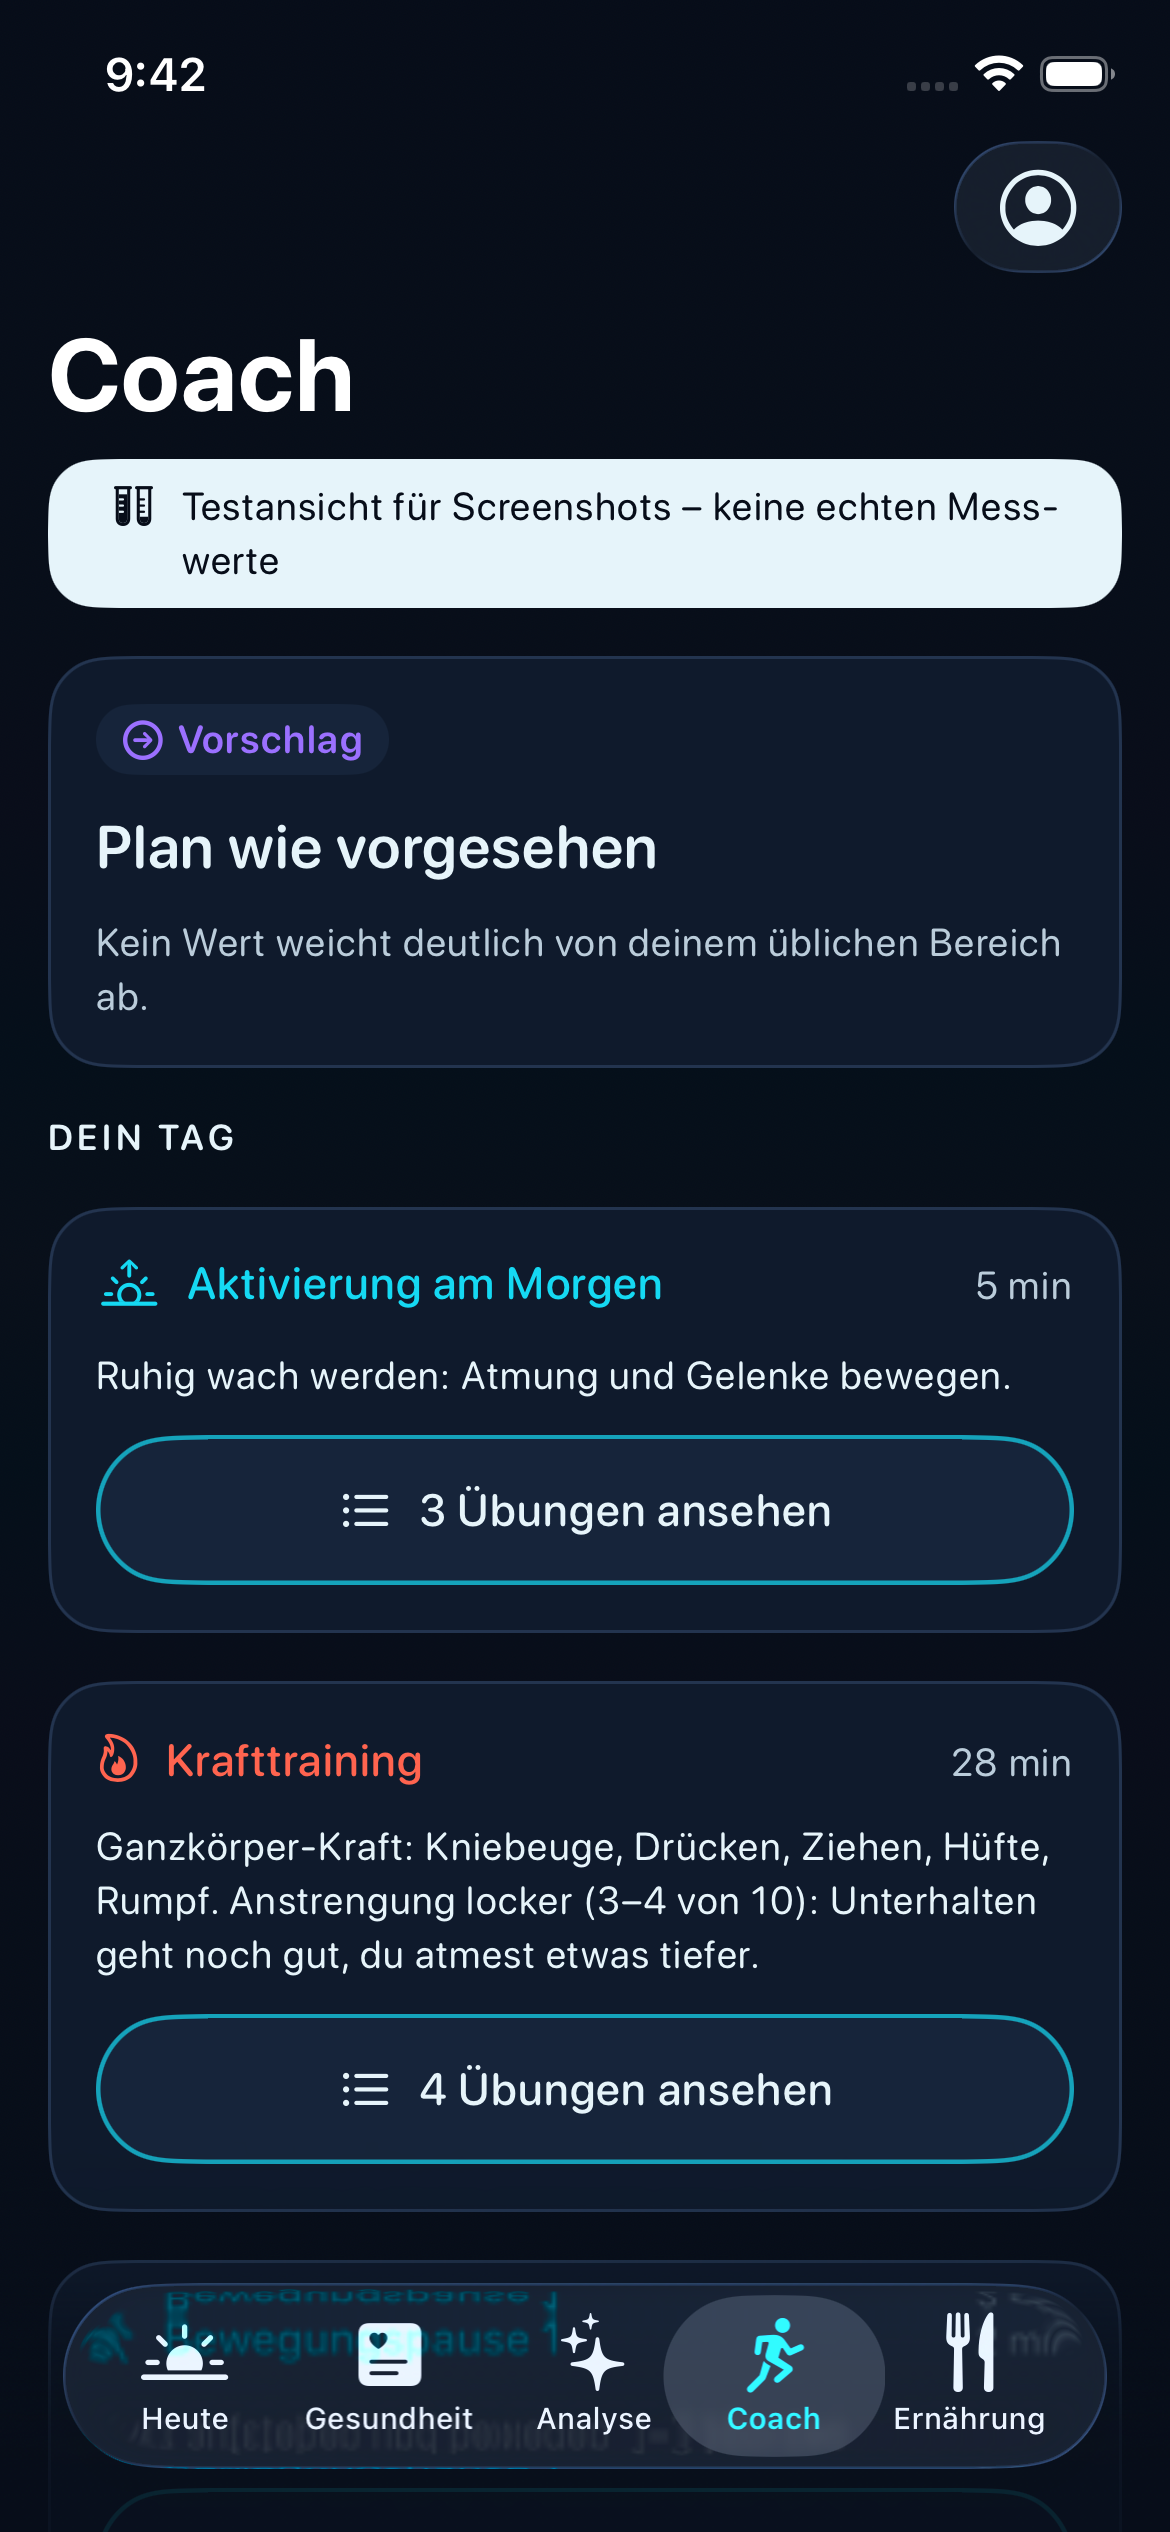 9:42
Coach
Testansicht für Screenshots – keine echten Mess-
werte
Vorschlag
Plan wie vorgesehen
Kein Wert weicht deutlich von deinem üblichen Bereich
ab.
DEIN TAG
Aktivierung am Morgen
5 min
Ruhig wach werden: Atmung und Gelenke bewegen.
3 Übungen ansehen
Krafttraining
28 min
Ganzkörper-Kraft: Kniebeuge, Drücken, Ziehen, Hüfte,
Rumpf. Anstrengung locker (3–4 von 10): Unterhalten
geht noch gut, du atmest etwas tiefer.
4 Übungen ansehen
Bewegungspause 1
min
Heute
Gesundheit
Analyse
Coach
Ernährung